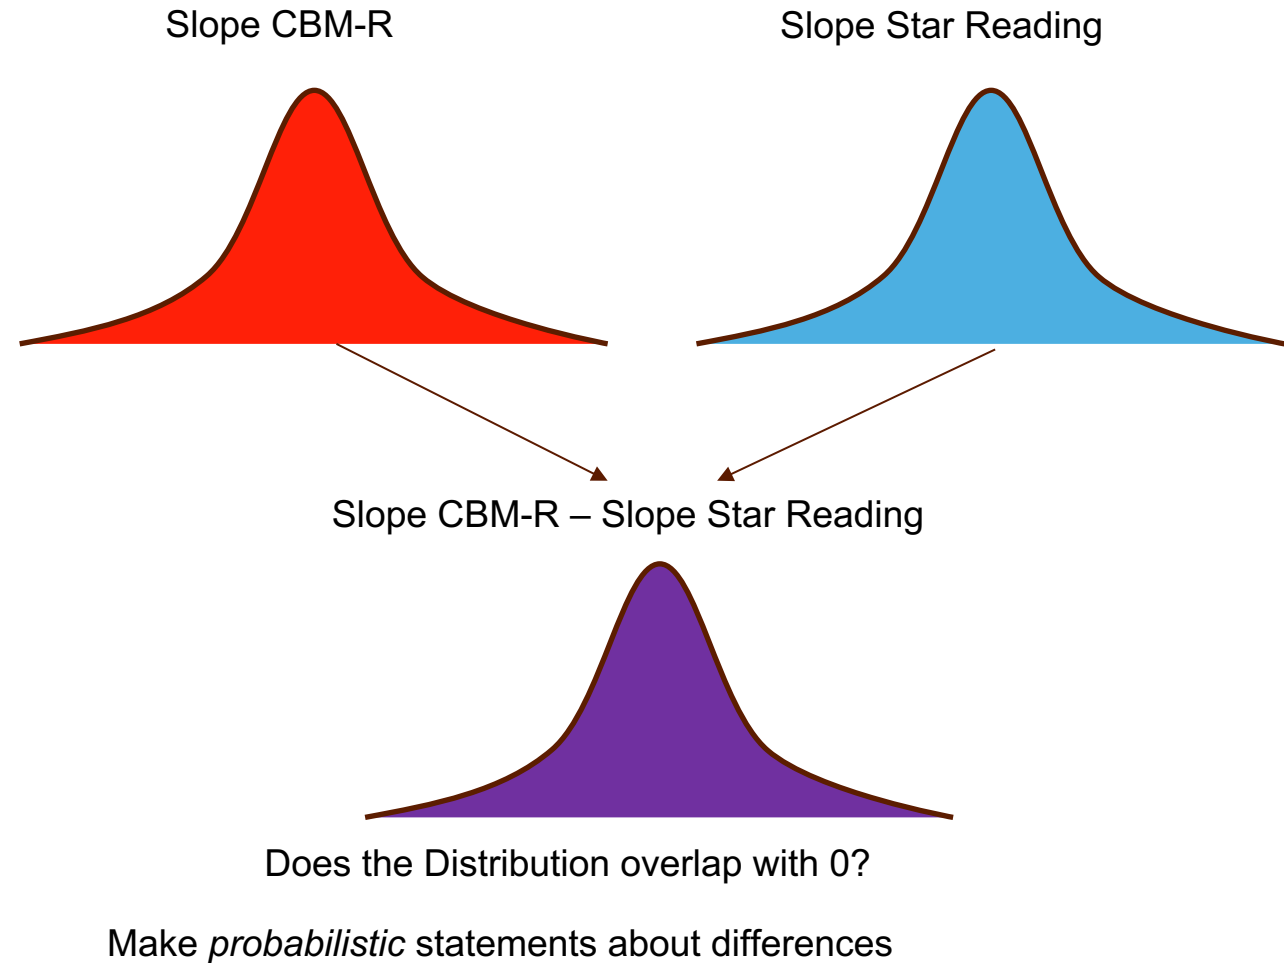 Slope CBM-R
Slope Star Reading
Slope CBM-R – Slope Star Reading
Does the Distribution overlap with 0?
Make probabilistic statements about differences